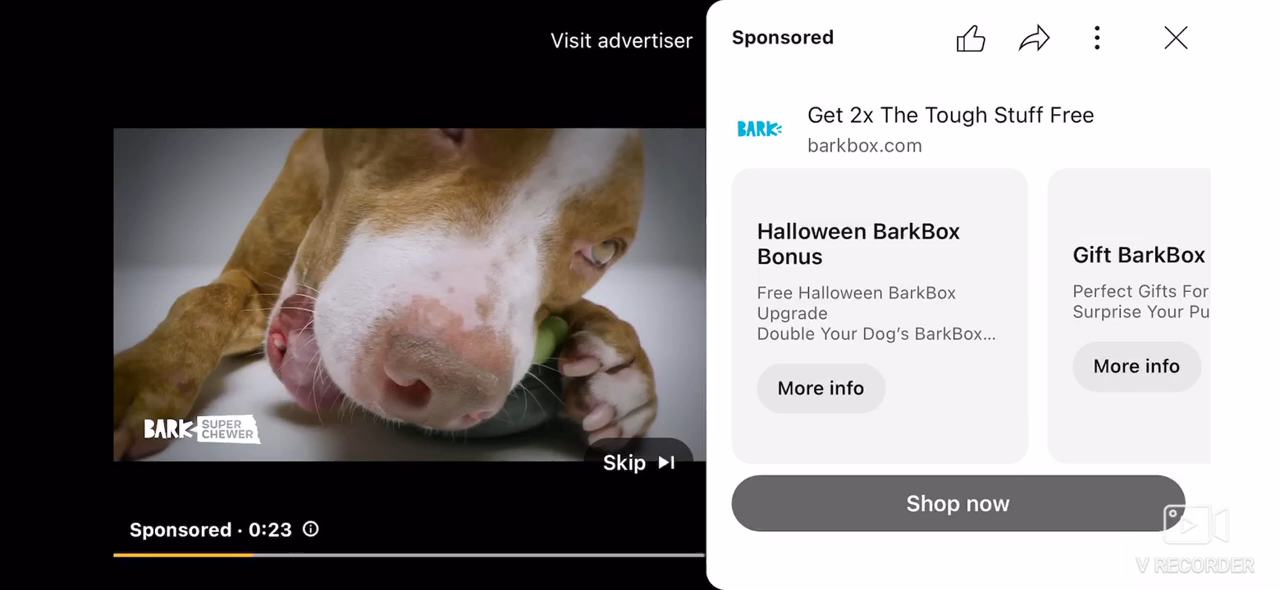 Visit advertiser
BARK
SUPER
CHEWER
Skip
Sponsored · 0:23
Sponsored
BARK
Get 2x The Tough Stuff Free
barkbox.com
Halloween BarkBox
Bonus
Free Halloween BarkBox
Upgrade
Double Your Dog’s BarkBox...
More info
Gift BarkBox
Perfect Gifts For
Surprise Your Pu
More info
Shop now
V RECORDER